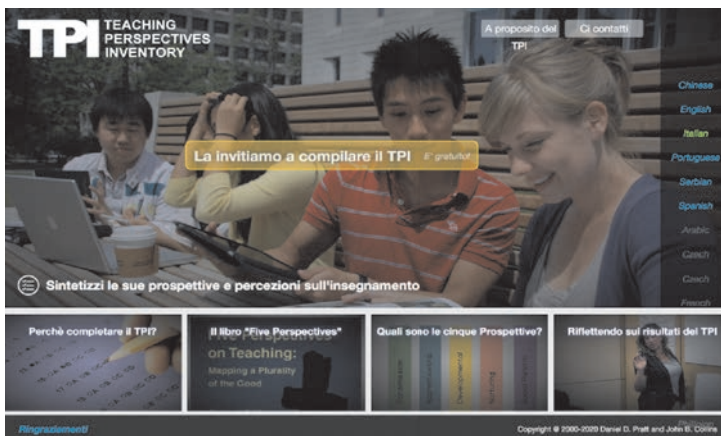 TPI TEACHING
PERSPECTIVES
INVENTORY
A proposito del
TPI
Ci contatti
Chinese
English
Italian
Portuguese
Serbian
Spanish
Arabic
Czech
Czech
French
La invitiamo a compilare il TPI E' gratuito!
Sintetizzi le sue prospettive e percezioni sull'insegnamento
Perchè completare il TPI?
Il libro "Five Perspectives"
Five Perspectives
on Teaching:
Mapping a Plurality
of the Good
Quali sono le cinque Prospettive?
Developmental
Riflettendo sui risultati del TPI
Ringraziamenti
Copyright © 2000-2020 Daniel D. Pratt and John B. Collins